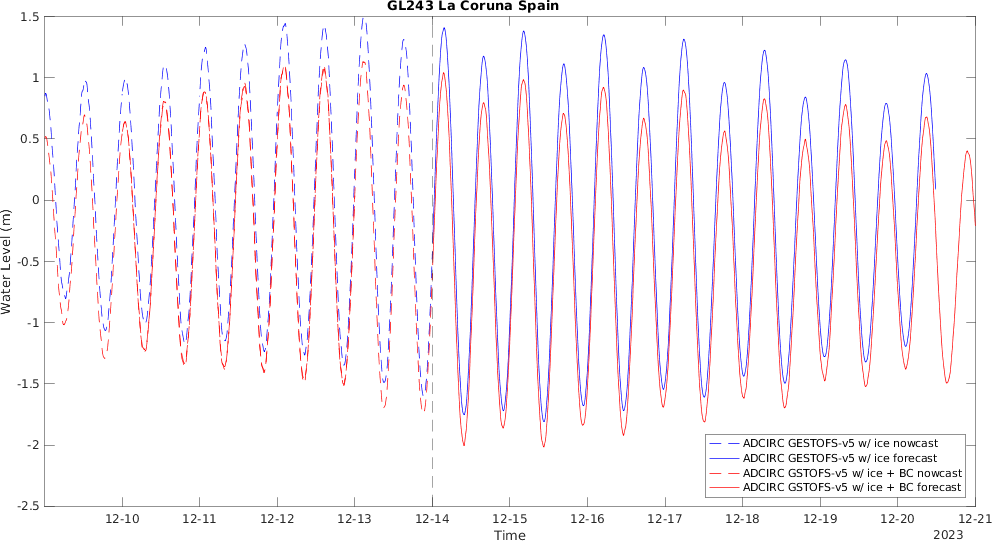 GL243 La Coruna Spain
1.5
1
0.5
0
-0.5
-1
-1.5
-2
-2.5
Water Level (m)
ADCIRC GESTOFS-v5 w/ ice nowcast
ADCIRC GESTOFS-v5 w/ ice forecast
ADCIRC GSTOFS-v5 w/ ice + BC nowcast
ADCIRC GSTOFS-v5 w/ ice + BC forecast
12-10 12-11 12-12 12-13 12-14 12-15 12-16 12-17 12-18 12-19 12-20 12-21
Time
2023